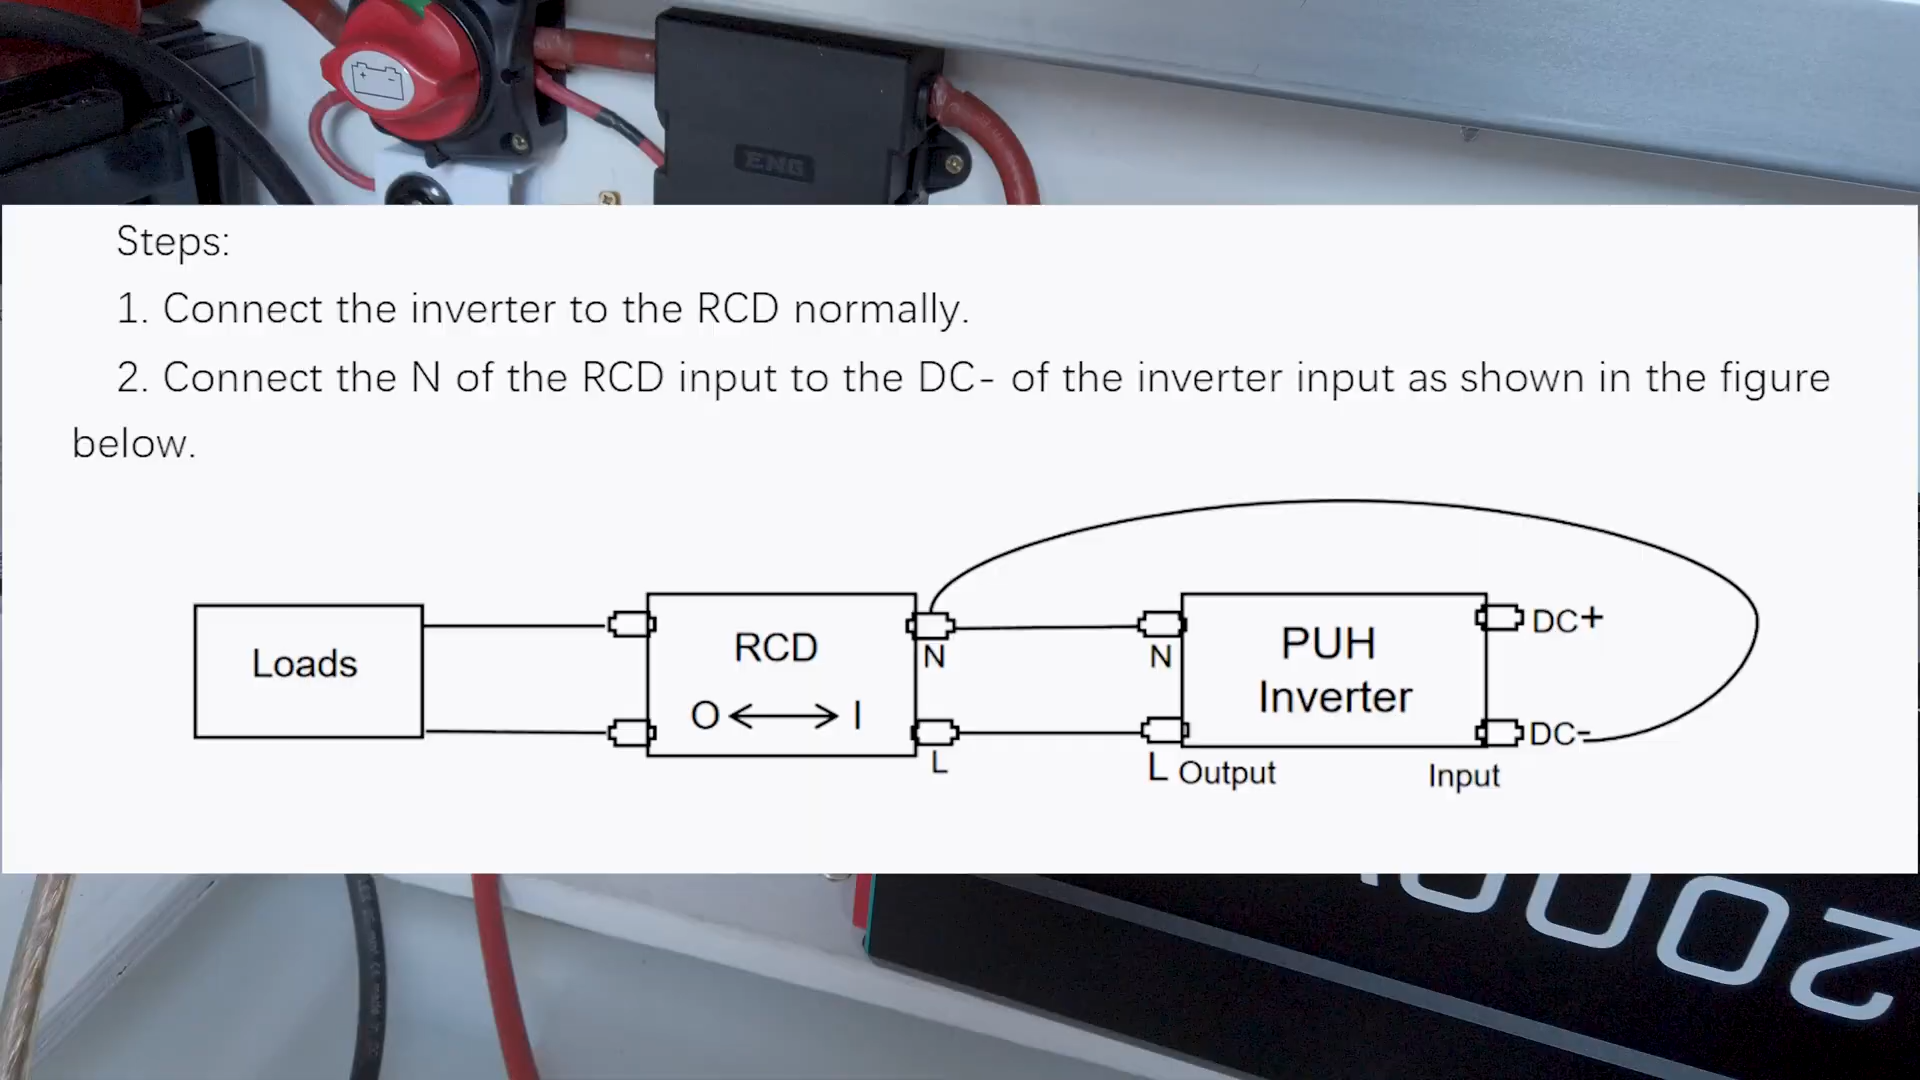 + -
ENG
Steps:
1. Connect the inverter to the RCD normally.
2. Connect the N of the RCD input to the DC- of the inverter input as shown in the figure
below.
Loads
RCD
O I
N
L
N
L Output
PUH
Inverter
Input
DC+
DC-
200